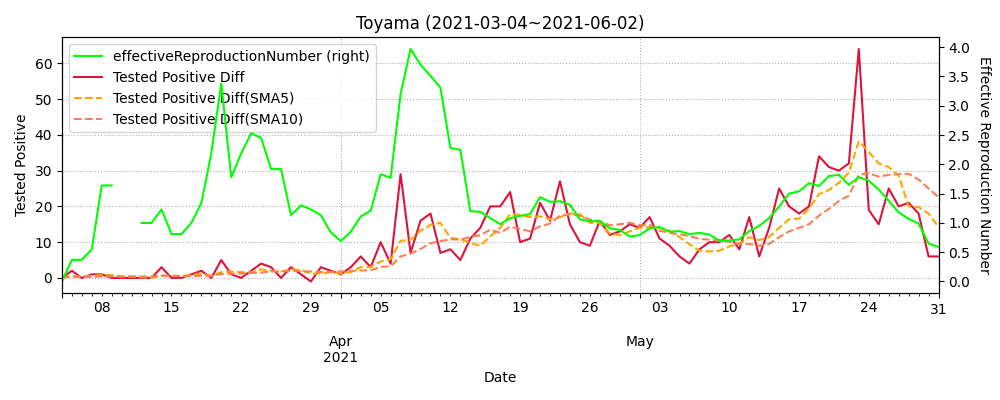 Toyama (2021-03-04~2021-06-02)
effectiveReproductionNumber (right)
Tested Positive Diff
Tested Positive Diff(SMA5)
Tested Positive Diff(SMA10)
Tested Positive
60
50
40
30
20
10
0
4.0
3.5
3.0
2.5
2.0
1.5
1.0
0.5
0.0
Effective Reproduction Number
08 15 22 29 05 12 19 26 03 10 17 24 31
Apr May
2021
Date